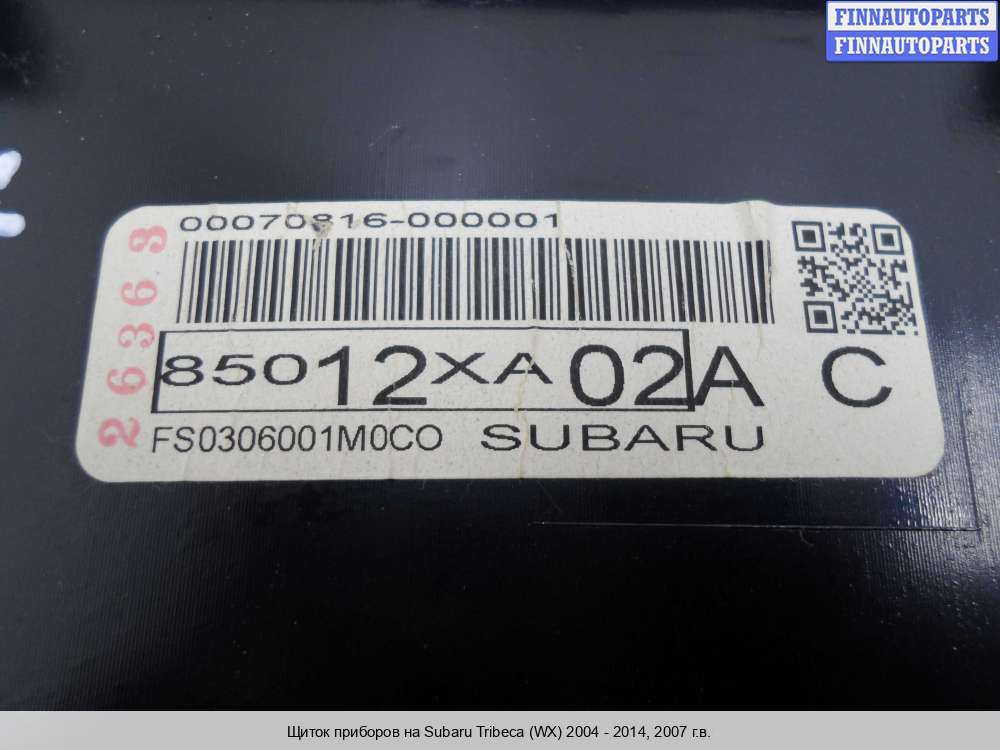 FINNAUTOPARTS
FINNAUTOPARTS
00070816-000001
26363
85012XA02A C
FS0306001M0CO SUBARU
Щиток приборов на Subaru Tribeca (WX) 2004 - 2014, 2007 г.в.